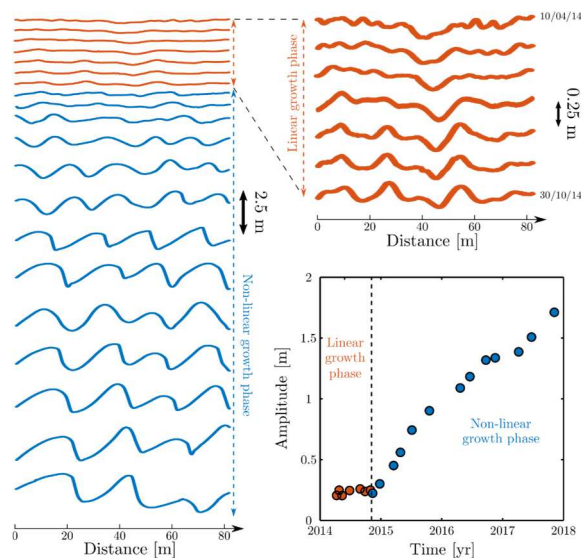 10/04/14
Linear growth phase
0.25 m
30/10/14
0 20 40 60 80
Distance [m]
2.5 m
Non-linear growth phase
0 20 40 60 80
Distance [m]
2
1.5
1
0.5
0
Amplitude [m]
Linear
growth
phase
Non-linear
growth phase
2014 2015 2016 2017 2018
Time [yr]